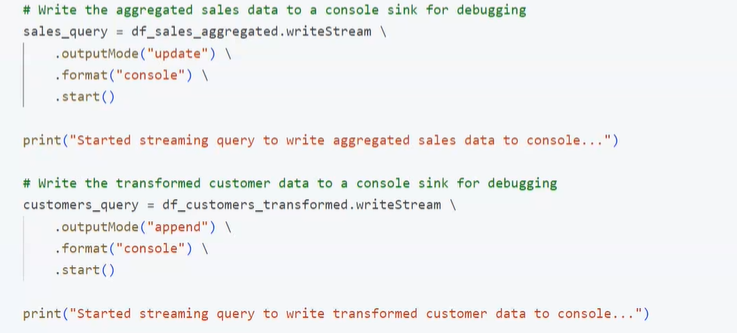 # Write the aggregated sales data to a console sink for debugging
sales_query = df_sales_aggregated.writeStream \
    .outputMode("update") \
    .format("console") \
    .start()

print("Started streaming query to write aggregated sales data to console...")

# Write the transformed customer data to a console sink for debugging
customers_query = df_customers_transformed.writeStream \
    .outputMode("append") \
    .format("console") \
    .start()

print("Started streaming query to write transformed customer data to console...")